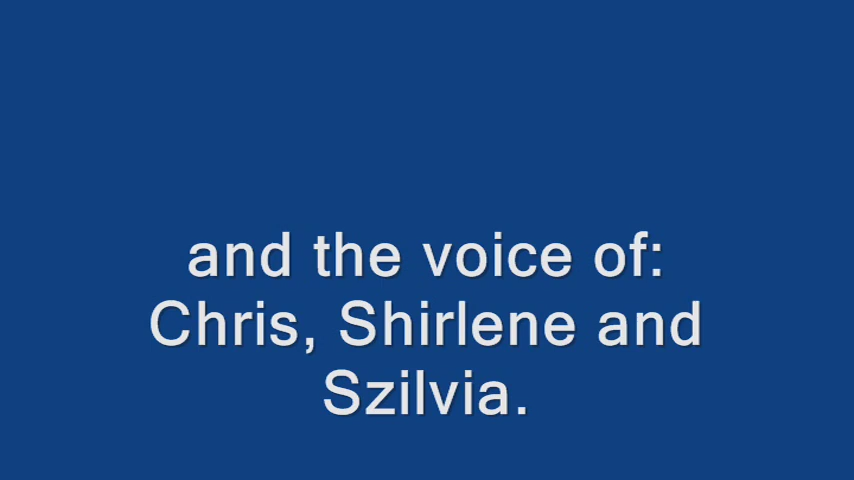 and the voice of:
Chris, Shirlene and
Szilvia.